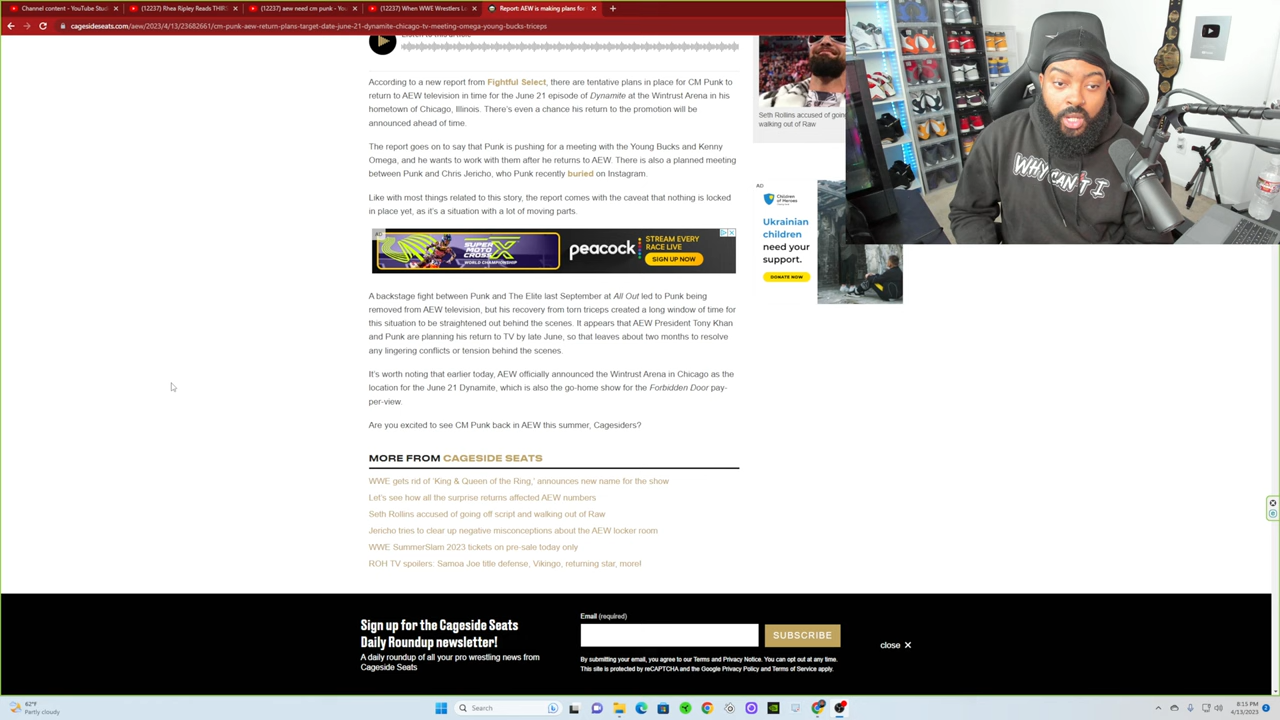 Channel content - YouTube Stud
(12237) Rhea Ripley Reads THIR
(12237) aew need cm punk - You
(12237) When WWE Wrestlers L
Report: AEW is making plans for
cagesideseats.com/aew/2023/4/13/23682661/cm-punk-aew-return-plans-target-date-june-21-dynamite-chicago-tv-meeting-omega-young-bucks-triceps
According to a new report from Fightful Select, there are tentative plans in place for CM Punk to
return to AEW television in time for the June 21 episode of Dynamite at the Wintrust Arena in his
hometown of Chicago, Illinois. There's even a chance his return to the promotion will be
announced ahead of time.
The report goes on to say that Punk is pushing for a meeting with the Young Bucks and Kenny
Omega, and he wants to work with them after he returns to AEW. There is also a planned meeting
between Punk and Chris Jericho, who Punk recently buried on Instagram.
Like with most things related to this story, the report comes with the caveat that nothing is locked
in place yet, as it's a situation with a lot of moving parts.
AD
SUPER
MOTO
CROSS
WORLD CHAMPIONSHIP
peacock
STREAM EVERY
RACE LIVE
SIGN UP NOW
A backstage fight between Punk and The Elite last September at All Out led to Punk being
removed from AEW television, but his recovery from torn triceps created a long window of time for
this situation to be straightened out behind the scenes. It appears that AEW President Tony Khan
and Punk are planning his return to TV by late June, so that leaves about two months to resolve
any lingering conflicts or tension behind the scenes.
It's worth noting that earlier today, AEW officially announced the Wintrust Arena in Chicago as the
location for the June 21 Dynamite, which is also the go-home show for the Forbidden Door pay-
per-view.
Are you excited to see CM Punk back in AEW this summer, Cagesiders?
MORE FROM CAGESIDE SEATS
WWE gets rid of 'King & Queen of the Ring,' announces new name for the show
Let's see how all the surprise returns affected AEW numbers
Seth Rollins accused of going off script and walking out of Raw
Jericho tries to clear up negative misconceptions about the AEW locker room
WWE SummerSlam 2023 tickets on pre-sale today only
ROH TV spoilers: Samoa Joe title defense, Vikingo, returning star, more!
Seth Rollins accused of going
walking out of Raw
AD
Children
of Heroes
Ukrainian
children
need your
support.
DONATE NOW
WHY CAN'T I
Sign up for the Cageside Seats
Daily Roundup newsletter!
A daily roundup of all your pro wrestling news from
Cageside Seats
Email (required)
SUBSCRIBE
By submitting your email, you agree to our Terms and Privacy Notice. You can opt out at any time.
This site is protected by reCAPTCHA and the Google Privacy Policy and Terms of Service apply.
close
62°F
Partly cloudy
Search
8:15 PM
4/13/2023